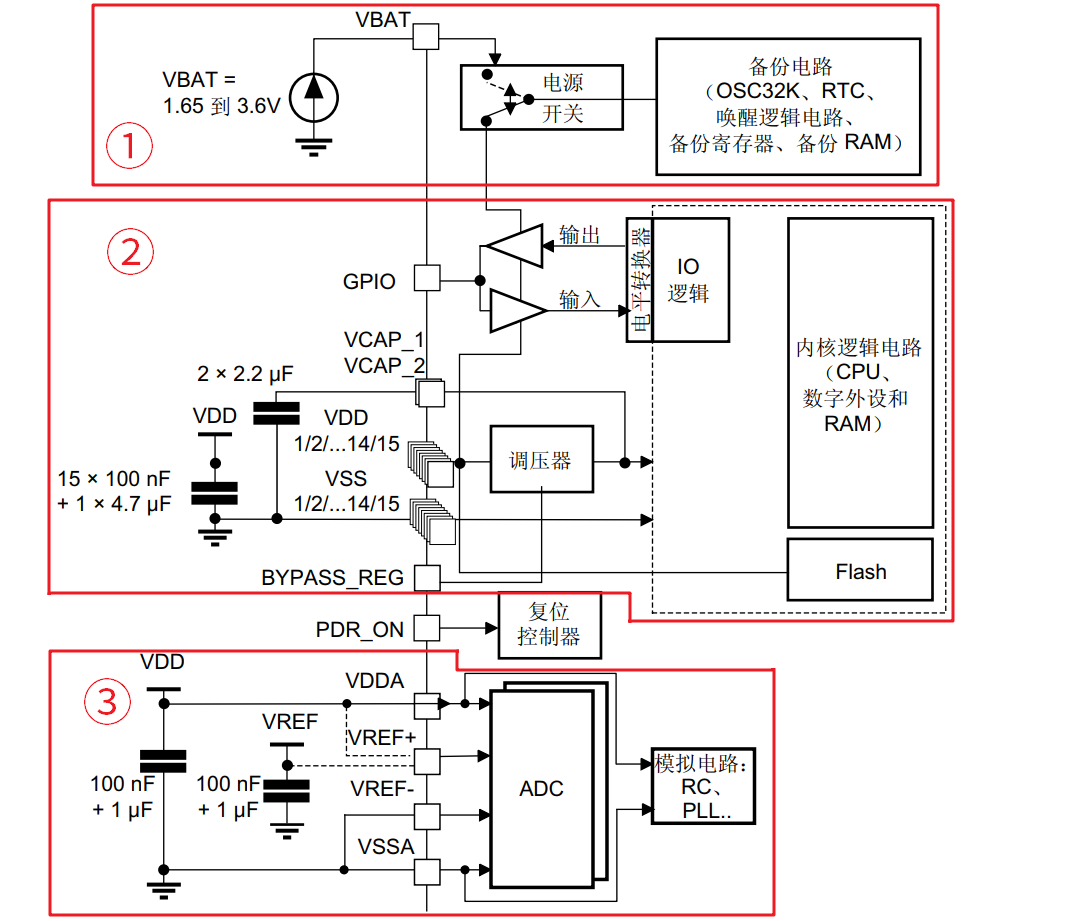 ①
VBAT
VBAT =
1.65 到 3.6V
电源
开关
备份电路
（OSC32K、RTC、
唤醒逻辑电路、
备份寄存器、备份 RAM）
②
GPIO
输出
输入
电平转换器
IO
逻辑
内核逻辑电路
（CPU、
数字外设和
RAM）
VCAP_1
VCAP_2
2 × 2.2 μF
VDD
VDD
1/2/...14/15
调压器
15 × 100 nF
+ 1 × 4.7 μF
VSS
1/2/...14/15
Flash
BYPASS_REG
PDR_ON
复位
控制器
③
VDD
VDDA
VREF
VREF+
100 nF
+ 1 μF
100 nF
+ 1 μF
VREF-
VSSA
ADC
模拟电路：
RC、
PLL..